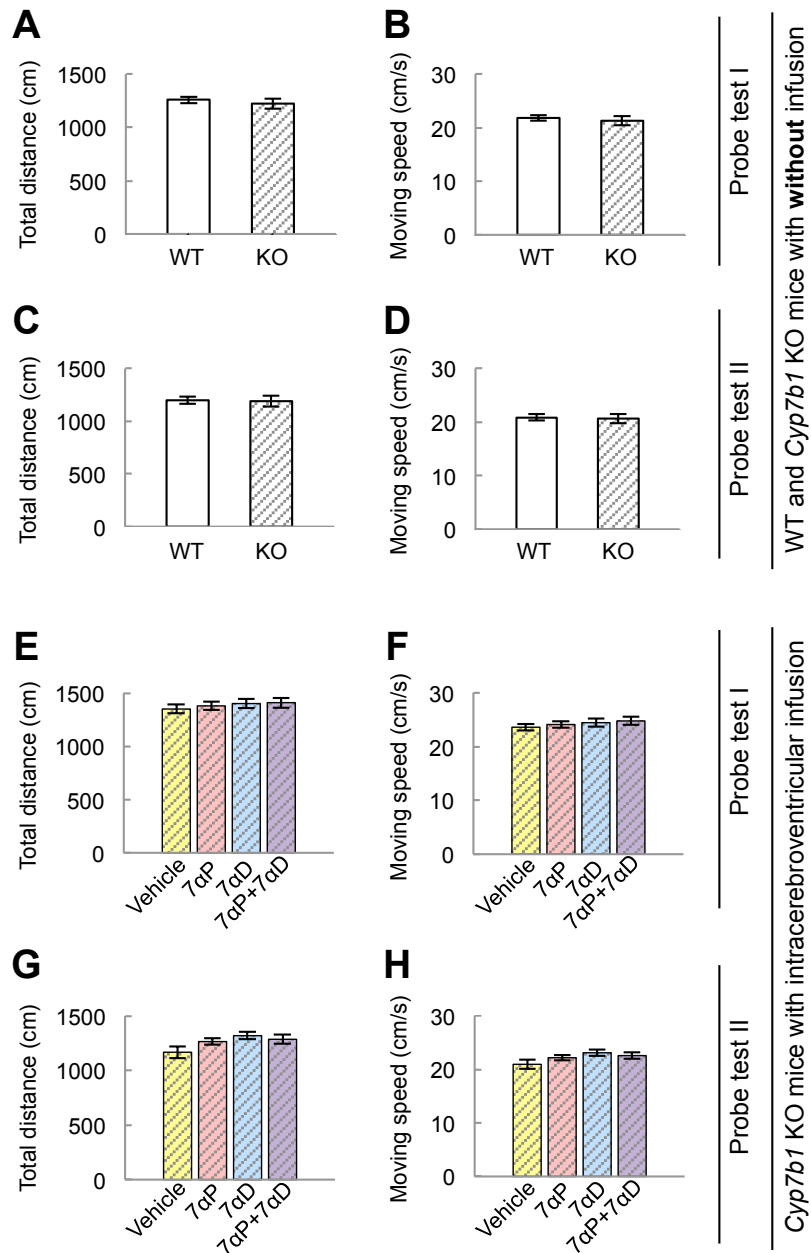 A
Total distance (cm)
1500
1000
500
0
WT
KO
B
Moving speed (cm/s)
30
20
10
0
WT
KO
Probe test I
C
Total distance (cm)
1500
1000
500
0
WT
KO
D
Moving speed (cm/s)
30
20
10
0
WT
KO
Probe test II
WT and Cyp7b1 KO mice with without infusion
E
Total distance (cm)
1500
1000
500
0
Vehicle
7αP
7αD
7αP+7αD
F
Moving speed (cm/s)
30
20
10
0
Vehicle
7αP
7αD
7αP+7αD
Probe test I
G
Total distance (cm)
1500
1000
500
0
Vehicle
7αP
7αD
7αP+7αD
H
Moving speed (cm/s)
30
20
10
0
Vehicle
7αP
7αD
7αP+7αD
Probe test II
Cyp7b1 KO mice with intracerebroventricular infusion